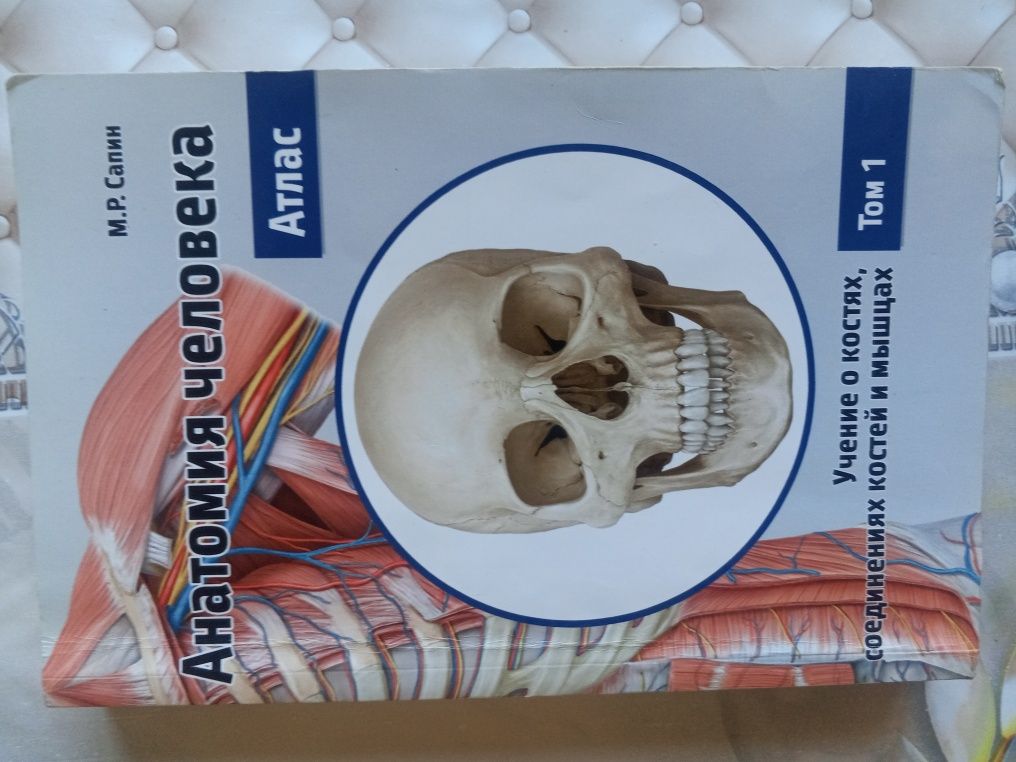 М.Р. Сапин
Анатомия человека
Атлас
Учение о костях,
соединениях костей и мышцах
Том 1